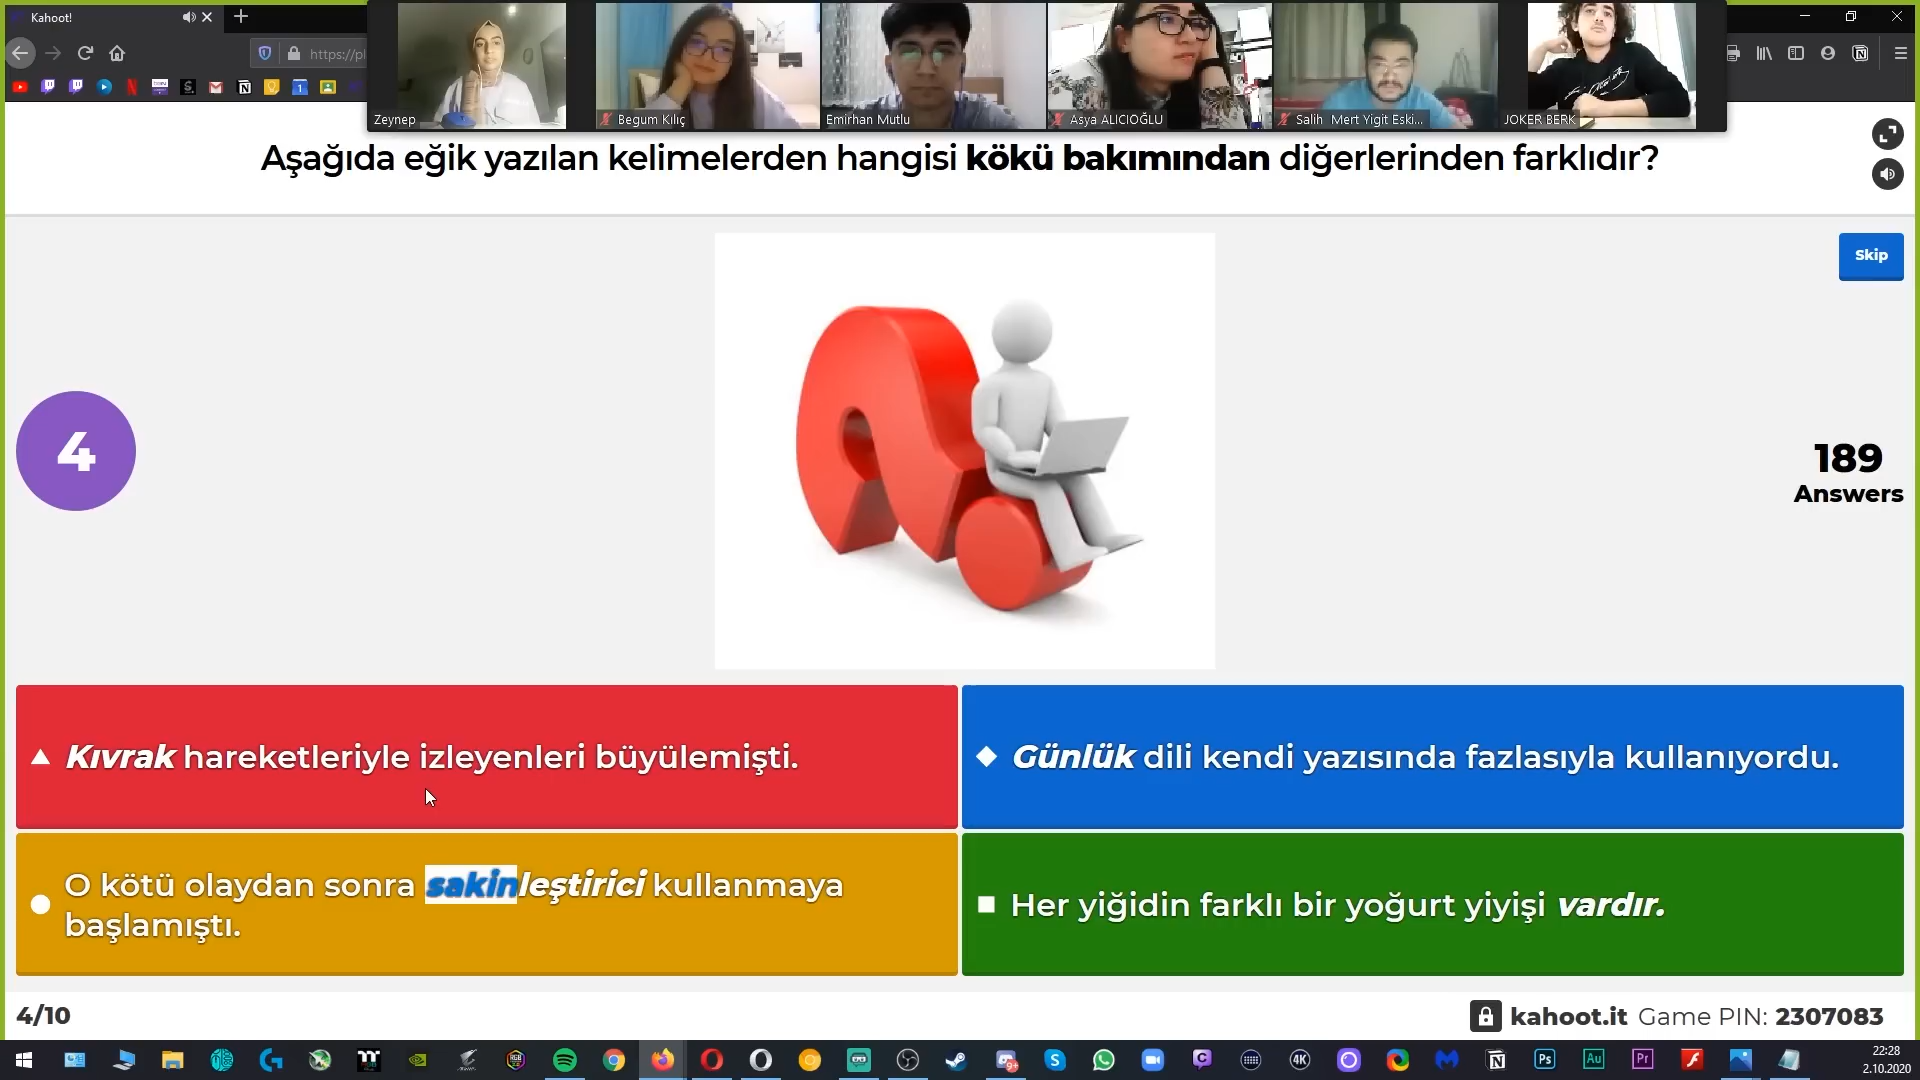 Kahoot!
https://pl
Zeynep
Begum Kılıç
Emirhan Mutlu
Asya ALICIOĞLU
Salih Mert Yigit Eski...
JOKER BERK
Aşağıda eğik yazılan kelimelerden hangisi kökü bakımından diğerlerinden farklıdır?
Skip
4
189
Answers
Kıvrak hareketleriyle izleyenleri büyülemişti.
Günlük dili kendi yazısında fazlasıyla kullanıyordu.
O kötü olaydan sonra sakinleştirici kullanmaya
başlamıştı.
Her yiğidin farklı bir yoğurt yiyişi vardır.
4/10
kahoot.it Game PIN: 2307083
22:28
2.10.2020